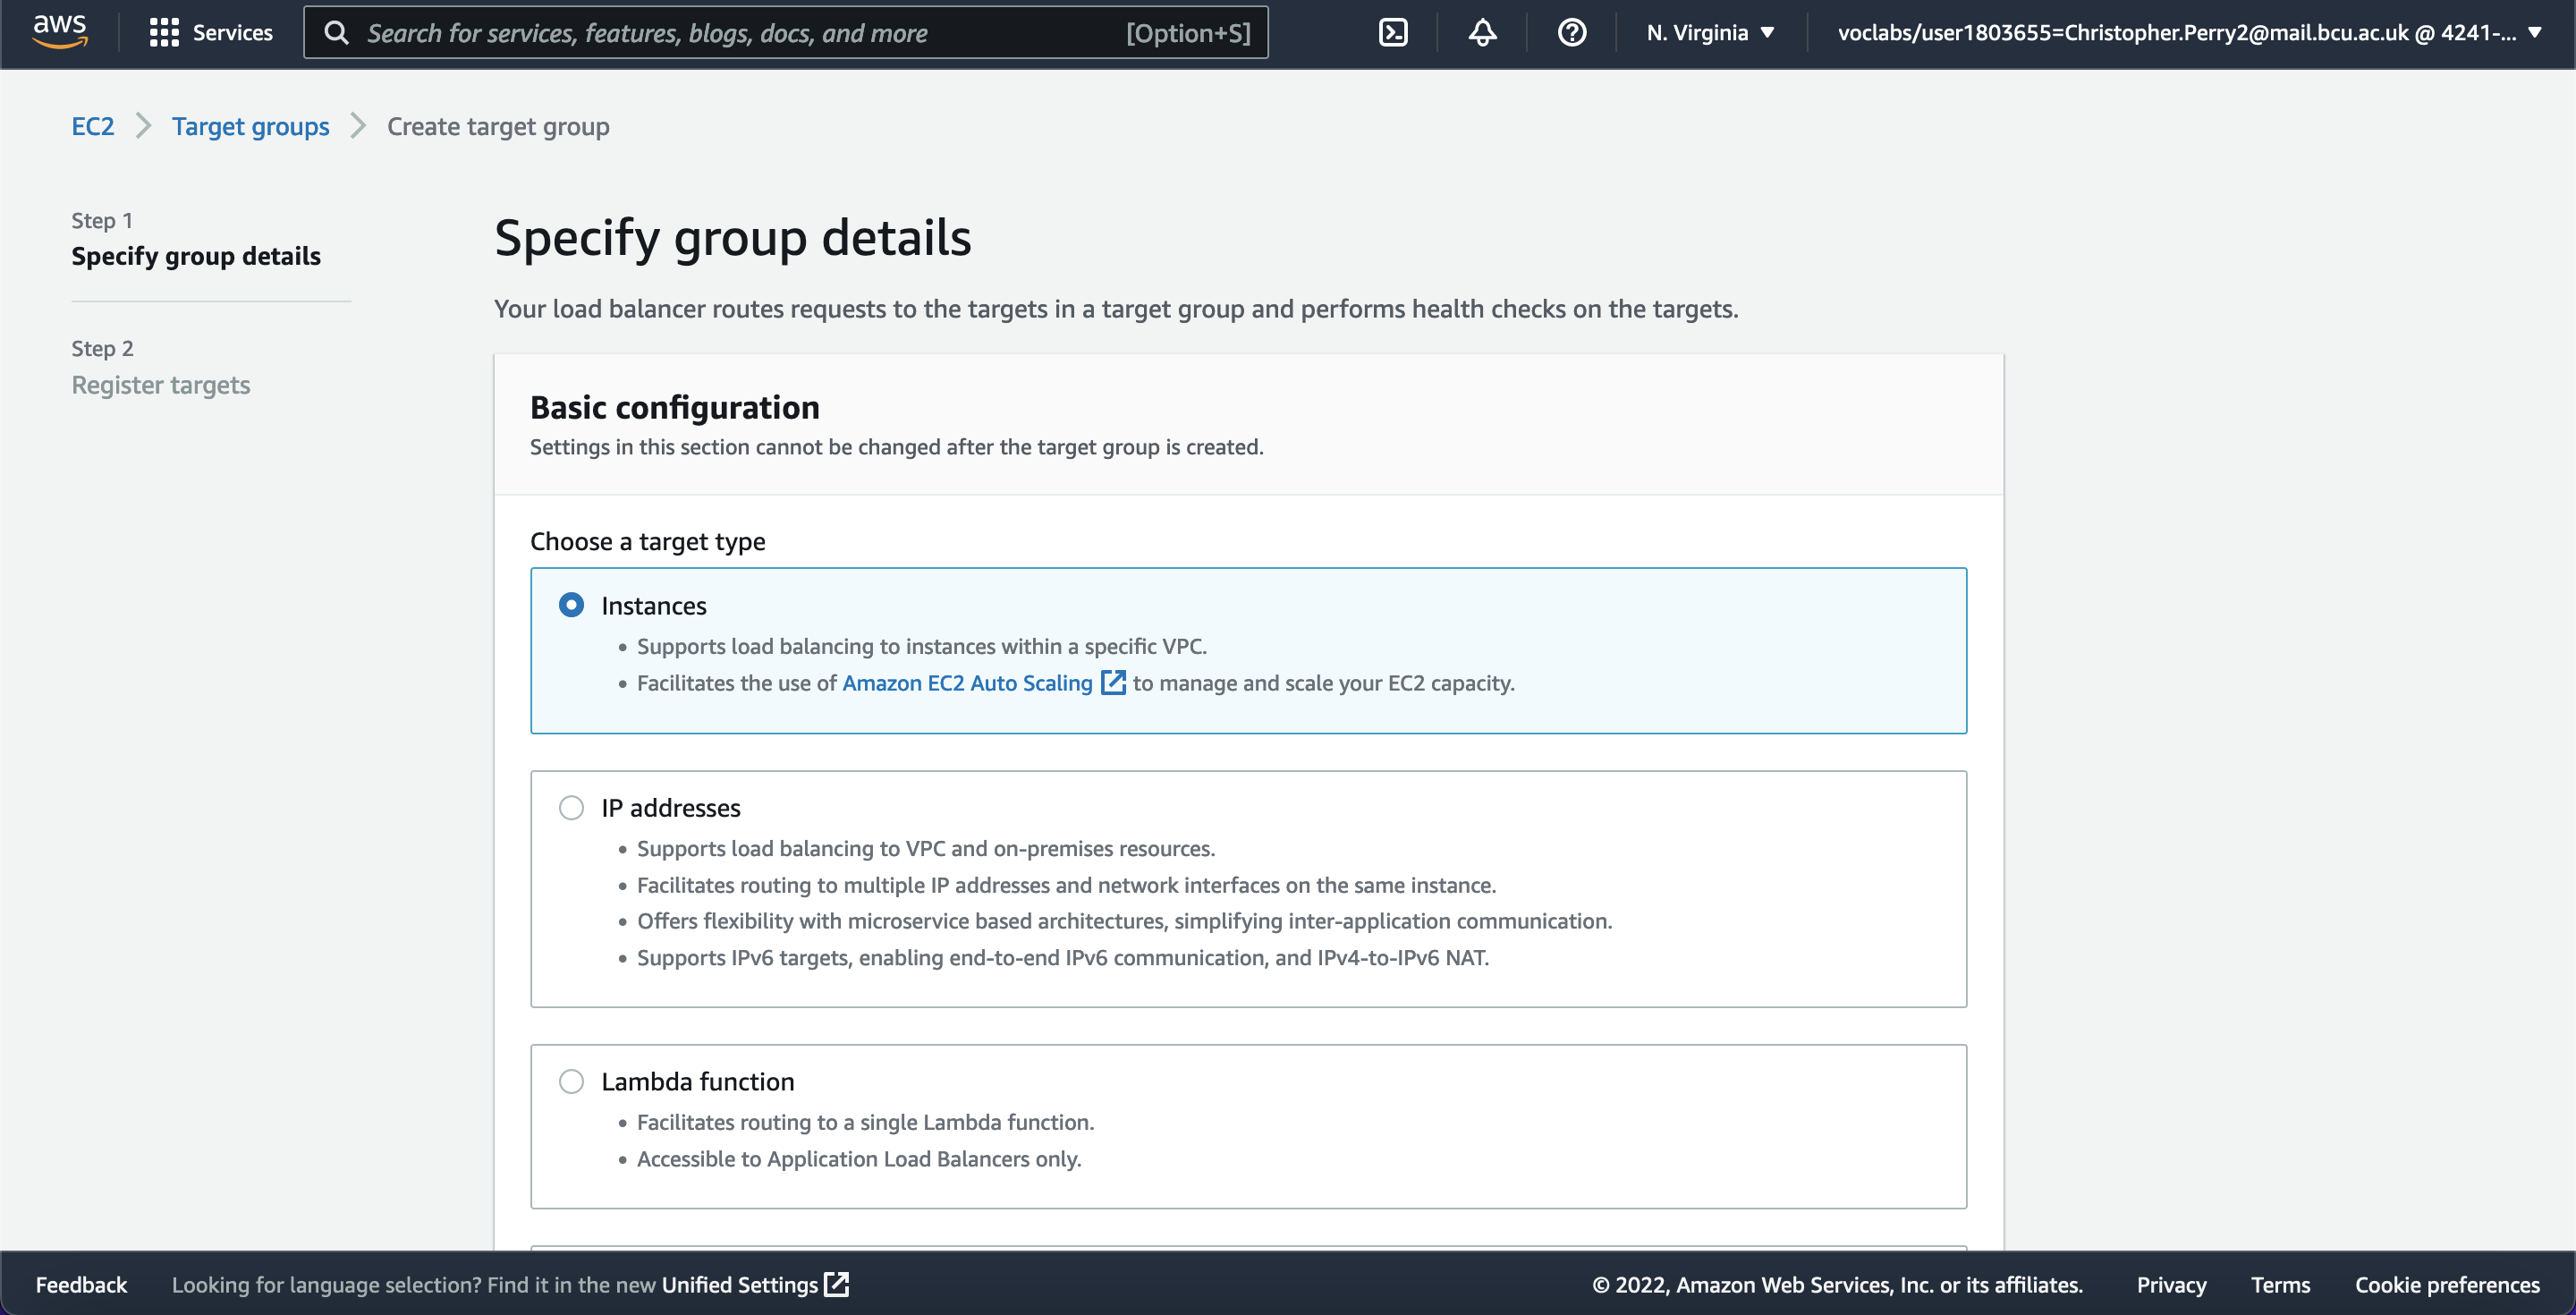 aws Services Search for services, features, blogs, docs, and more [Option+S] N. Virginia voclabs/user1803655=Christopher.Perry2@mail.bcu.ac.uk @ 4241-...
EC2 Target groups Create target group
Step 1
Specify group details
Step 2
Register targets
Specify group details
Your load balancer routes requests to the targets in a target group and performs health checks on the targets.
Basic configuration
Settings in this section cannot be changed after the target group is created.
Choose a target type
Instances
• Supports load balancing to instances within a specific VPC.
• Facilitates the use of Amazon EC2 Auto Scaling to manage and scale your EC2 capacity.
IP addresses
• Supports load balancing to VPC and on-premises resources.
• Facilitates routing to multiple IP addresses and network interfaces on the same instance.
• Offers flexibility with microservice based architectures, simplifying inter-application communication.
• Supports IPv6 targets, enabling end-to-end IPv6 communication, and IPv4-to-IPv6 NAT.
Lambda function
• Facilitates routing to a single Lambda function.
• Accessible to Application Load Balancers only.
Feedback Looking for language selection? Find it in the new Unified Settings © 2022, Amazon Web Services, Inc. or its affiliates. Privacy Terms Cookie preferences